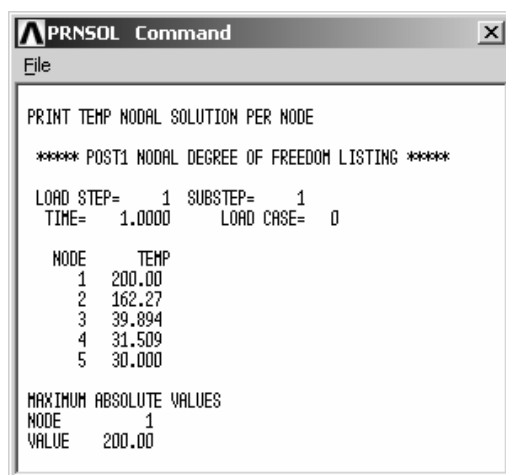 PRNSOL Command
File
PRINT TEMP NODAL SOLUTION PER NODE
***** POST1 NODAL DEGREE OF FREEDOM LISTING *****
LOAD STEP= 1 SUBSTEP= 1
TIME= 1.0000 LOAD CASE= 0
NODE TEMP
1 200.00
2 162.27
3 39.894
4 31.509
5 30.000
MAXIMUM ABSOLUTE VALUES
NODE 1
VALUE 200.00